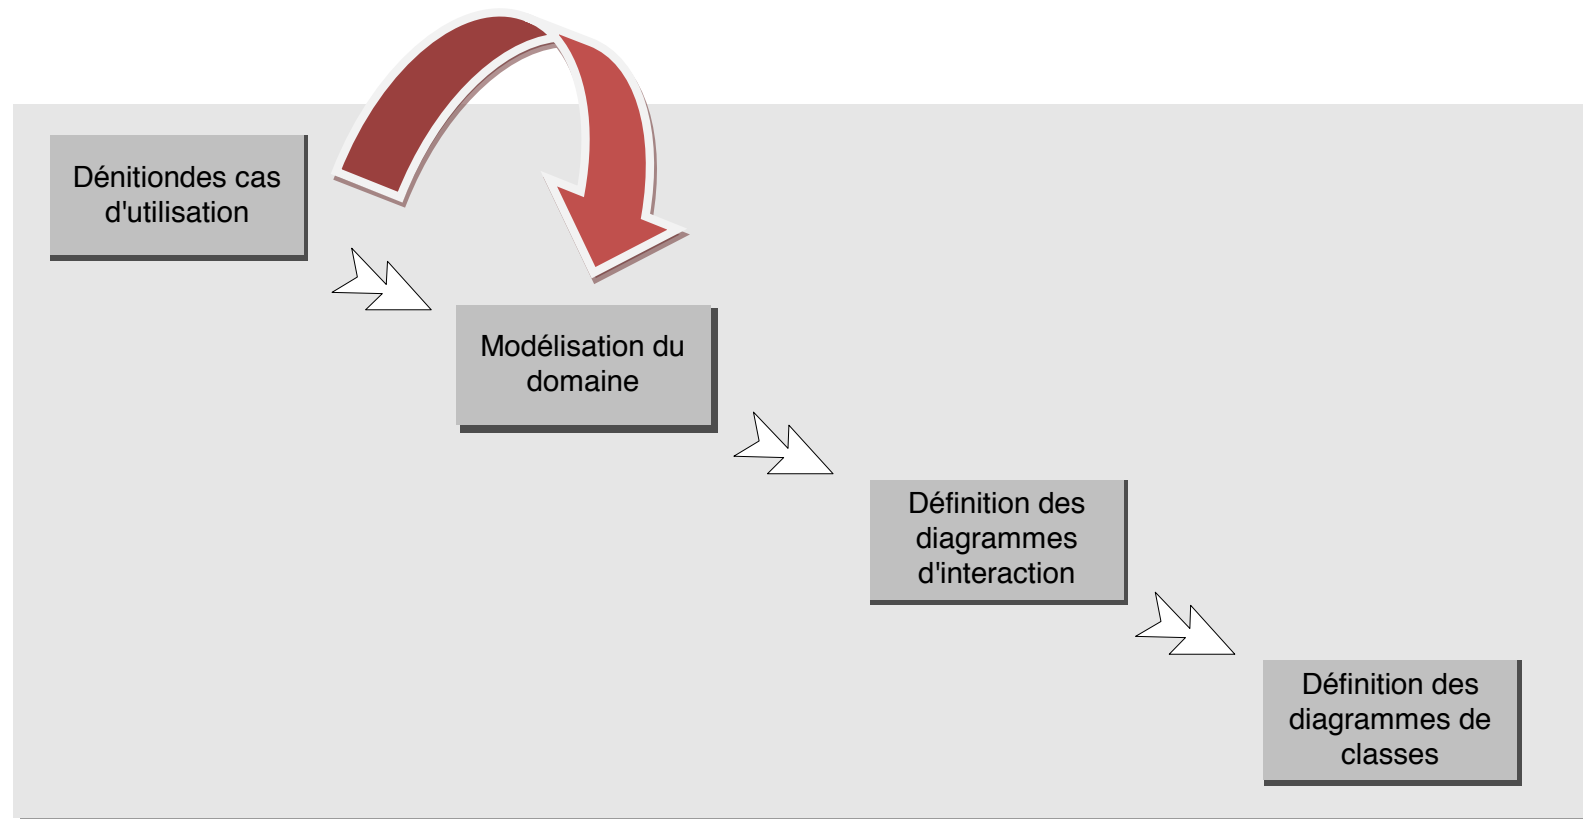 Dénitiondes cas
d'utilisation
Modélisation du
domaine
Définition des
diagrammes
d'interaction
Définition des
diagrammes de
classes